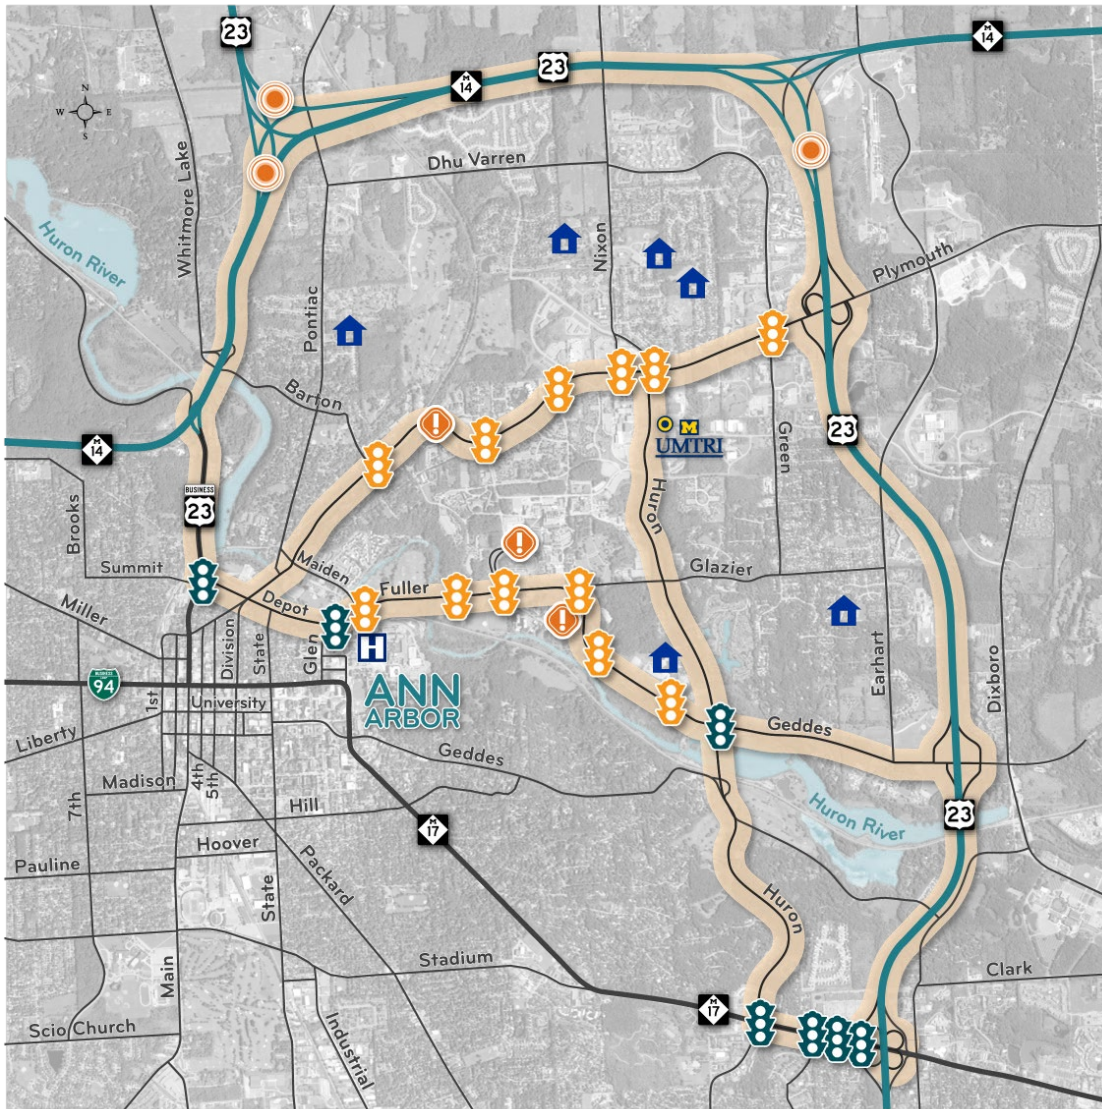 23
M
14
M
14
23
N
W E
S
Dhu Varren
Whitmore Lake
Huron River
Nixon
Plymouth
Pontiac
Barton
M
14
BUSINESS
23
23
M
UMTRI
Green
Huron
Brooks
Summit
Maiden
Fuller
Glazier
Miller
Depot
Division
State
Glen
H
BUSINESS
94
1st
University
ANN
ARBOR
Earhart
Dixboro
Geddes
Liberty
Geddes
Madison
4th
5th
7th
Hill
M
17
23
Huron River
Hoover
Pauline
State
Packard
Huron
Stadium
Main
Clark
M
17
Scio Church
Industrial